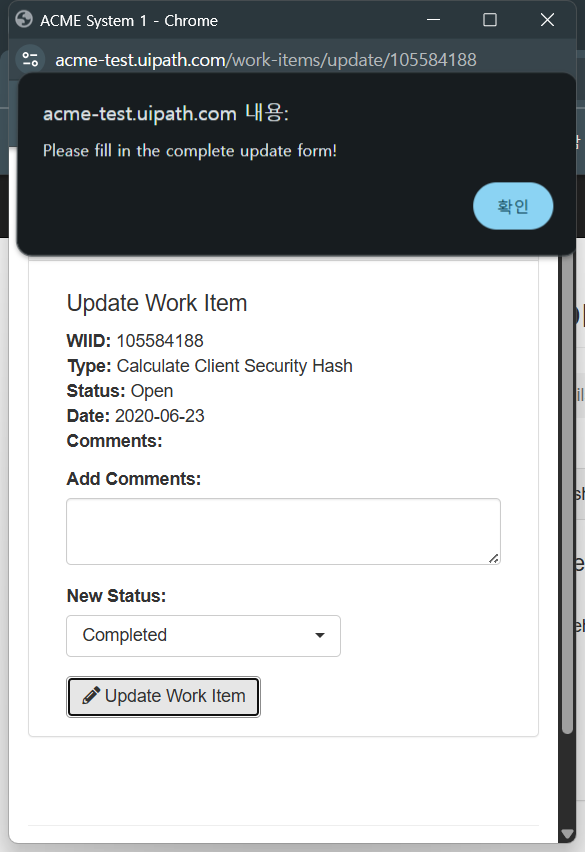 ACME System 1 - Chrome
acme-test.uipath.com/work-items/update/105584188
acme-test.uipath.com 내용:
Please fill in the complete update form!
확인
Update Work Item
WIID: 105584188
Type: Calculate Client Security Hash
Status: Open
Date: 2020-06-23
Comments:
Add Comments:
New Status:
Completed
Update Work Item